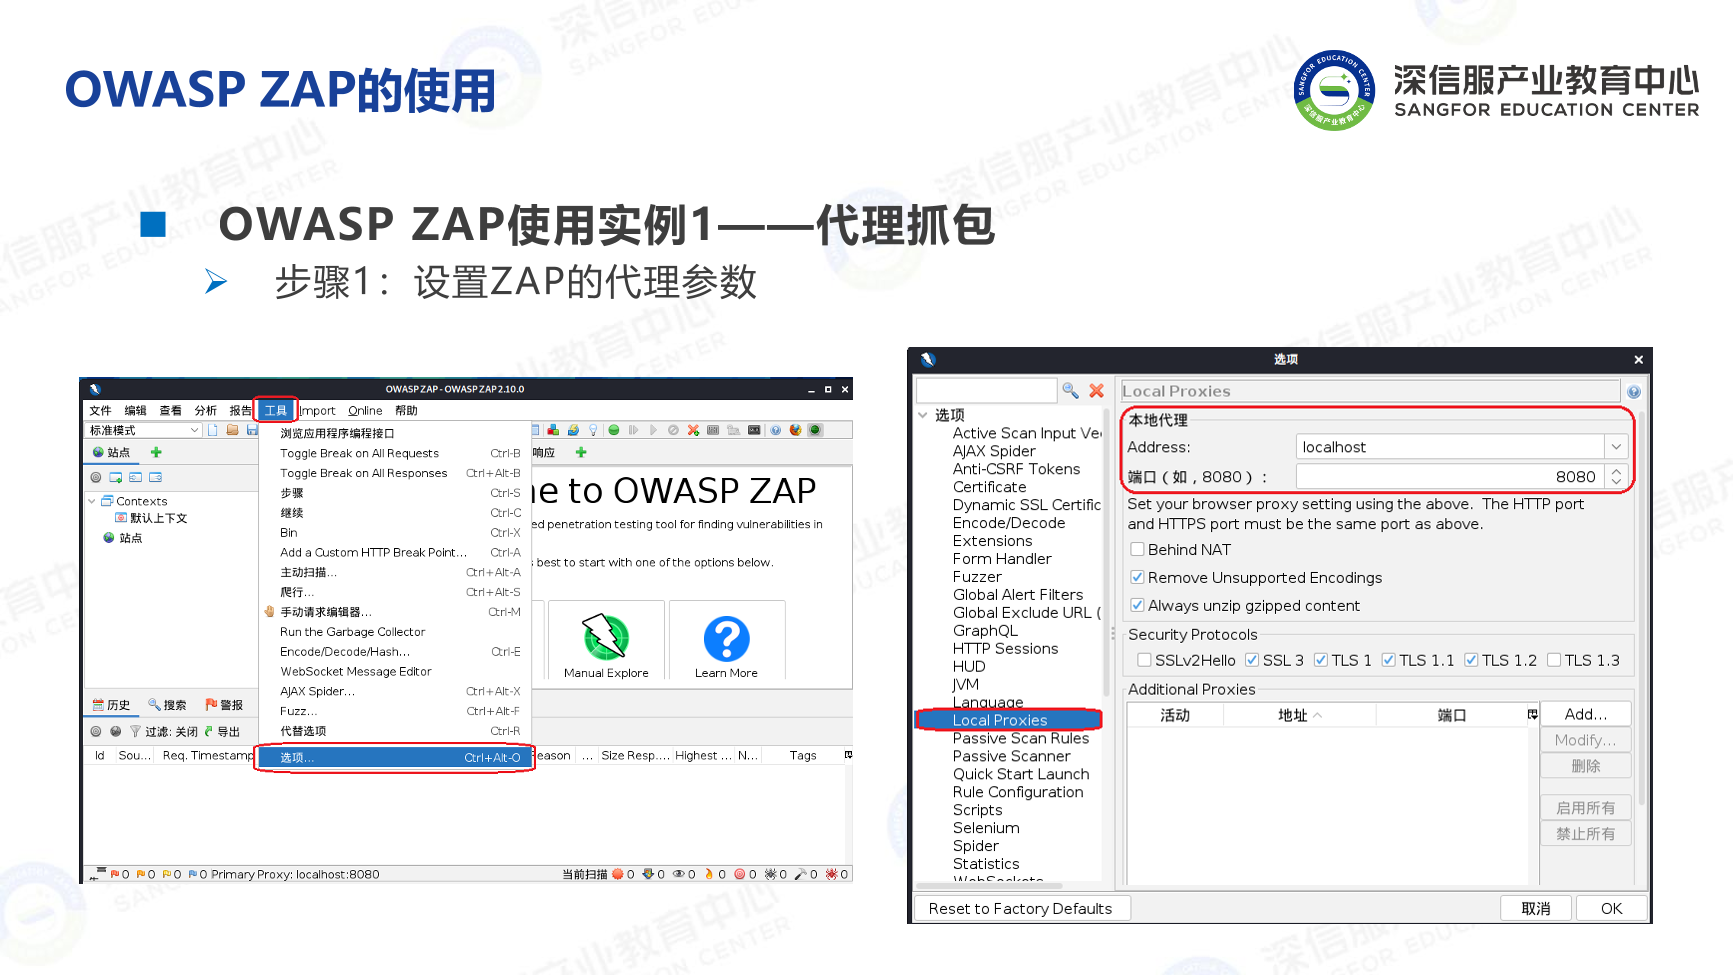 OWASP ZAP的使用
深信服产业教育中心
SANGFOR EDUCATION CENTER
OWASP ZAP使用实例1——代理抓包
步骤1：设置ZAP的代理参数
OWASP ZAP - OWASP ZAP 2.10.0
文件 编辑 查看 分析 报告 工具 Import Online 帮助
标准模式
站点
Contexts
默认上下文
站点
浏览应用程序编程接口
Toggle Break on All Requests Ctrl-B
Toggle Break on All Responses Ctrl+Alt-B
步骤 Ctrl-S
继续 Ctrl-C
Bin Ctrl-X
Add a Custom HTTP Break Point... Ctrl-A
主动扫描... Ctrl+Alt-A
爬行... Ctrl+Alt-S
手动请求编辑器... Ctrl-M
Run the Garbage Collector
Encode/Decode/Hash... Ctrl-E
WebSocket Message Editor
AJAX Spider... Ctrl+Alt-X
Fuzz... Ctrl+Alt-F
代替选项 Ctrl-R
选项... Ctrl+Alt-O
响应
e to OWASP ZAP
ed penetration testing tool for finding vulnerabilities in
best to start with one of the options below.
Manual Explore
Learn More
历史 搜索 警报
过滤: 关闭 导出
Id Sou... Req. Timestamp eason ... Size Resp.... Highest ... N... Tags
0 0 0 0 Primary Proxy: localhost:8080
当前扫描 0 0 0 0 0 0 0 0
选项
选项
Active Scan Input Ve
AJAX Spider
Anti-CSRF Tokens
Certificate
Dynamic SSL Certific
Encode/Decode
Extensions
Form Handler
Fuzzer
Global Alert Filters
Global Exclude URL (
GraphQL
HTTP Sessions
HUD
JVM
Language
Local Proxies
Passive Scan Rules
Passive Scanner
Quick Start Launch
Rule Configuration
Scripts
Selenium
Spider
Statistics
WebSockets
Local Proxies
本地代理
Address: localhost
端口（如，8080）： 8080
Set your browser proxy setting using the above. The HTTP port
and HTTPS port must be the same port as above.
Behind NAT
Remove Unsupported Encodings
Always unzip gzipped content
Security Protocols
SSLv2Hello SSL 3 TLS 1 TLS 1.1 TLS 1.2 TLS 1.3
Additional Proxies
活动 地址 端口
Add...
Modify...
删除
启用所有
禁止所有
Reset to Factory Defaults
取消 OK